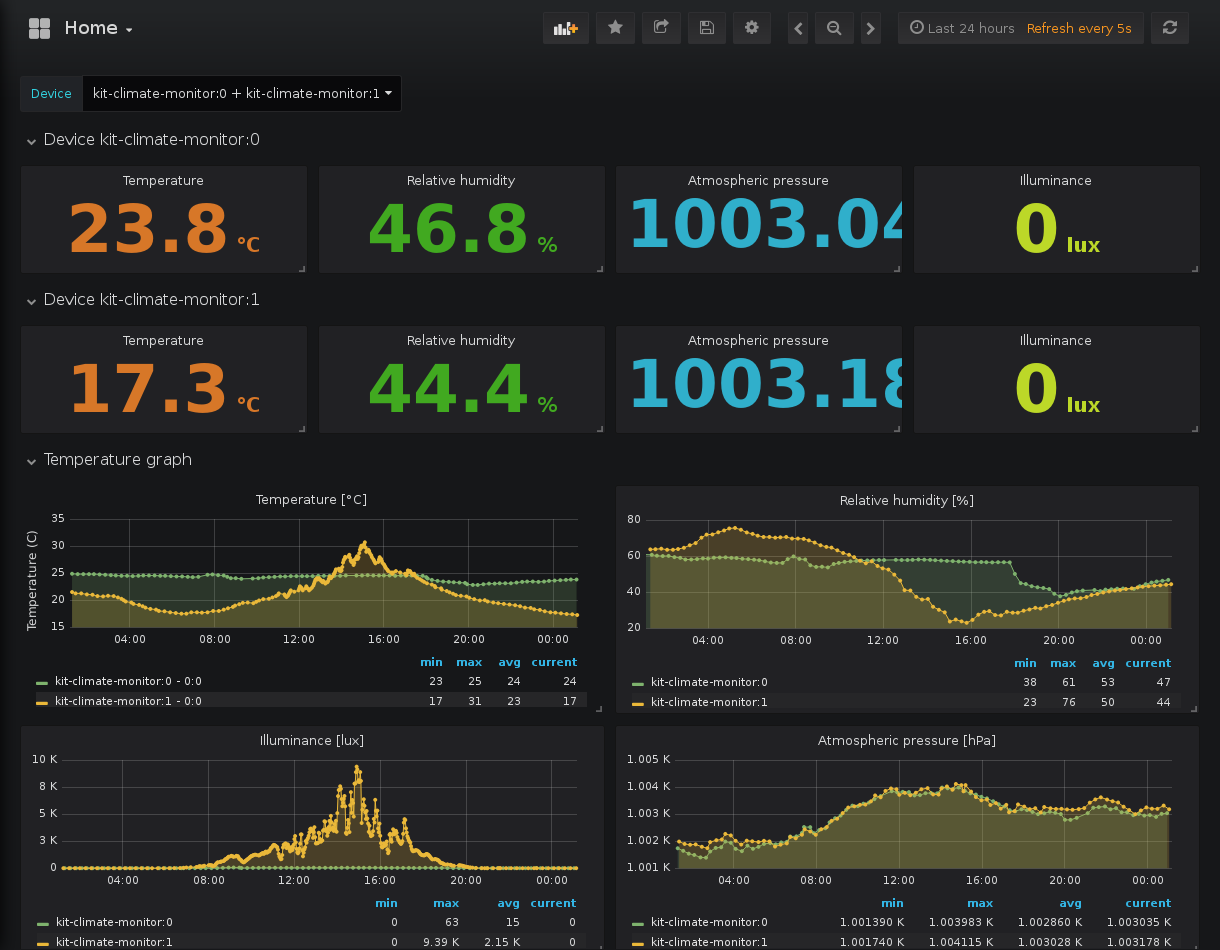 Home
Last 24 hours Refresh every 5s
Device kit-climate-monitor:0 + kit-climate-monitor:1
Device kit-climate-monitor:0
Temperature Relative humidity Atmospheric pressure Illuminance
23.8 °C 46.8 % 1003.04 0 lux
Device kit-climate-monitor:1
Temperature Relative humidity Atmospheric pressure Illuminance
17.3 °C 44.4 % 1003.18 0 lux
Temperature graph
Temperature [°C]
Temperature (C)
35
30
25
20
15
04:00 08:00 12:00 16:00 20:00 00:00
min max avg current
kit-climate-monitor:0 - 0:0 23 25 24 24
kit-climate-monitor:1 - 0:0 17 31 23 17
Relative humidity [%]
80
60
40
20
04:00 08:00 12:00 16:00 20:00 00:00
min max avg current
kit-climate-monitor:0 38 61 53 47
kit-climate-monitor:1 23 76 50 44
Illuminance [lux]
10 K
8 K
5 K
3 K
0
04:00 08:00 12:00 16:00 20:00 00:00
min max avg current
kit-climate-monitor:0 0 63 15 0
kit-climate-monitor:1 0 9.39 K 2.15 K 0
Atmospheric pressure [hPa]
1.005 K
1.004 K
1.003 K
1.002 K
1.001 K
04:00 08:00 12:00 16:00 20:00 00:00
min max avg current
kit-climate-monitor:0 1.001390 K 1.003983 K 1.002860 K 1.003035 K
kit-climate-monitor:1 1.001740 K 1.004115 K 1.003028 K 1.003178 K